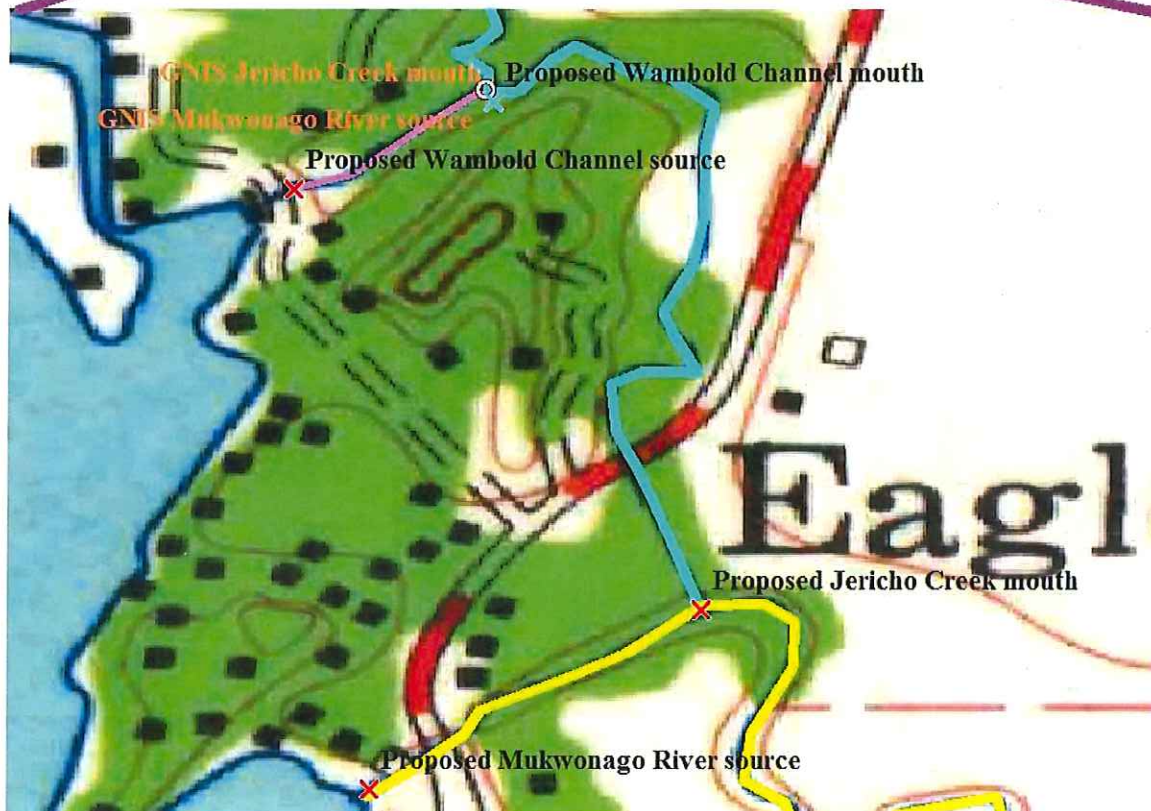 GNIS Jericho Creek mouth
Proposed Wambold Channel mouth
GNIS Mukwonago River source
Proposed Wambold Channel source
Eagl
Proposed Jericho Creek mouth
Proposed Mukwonago River source